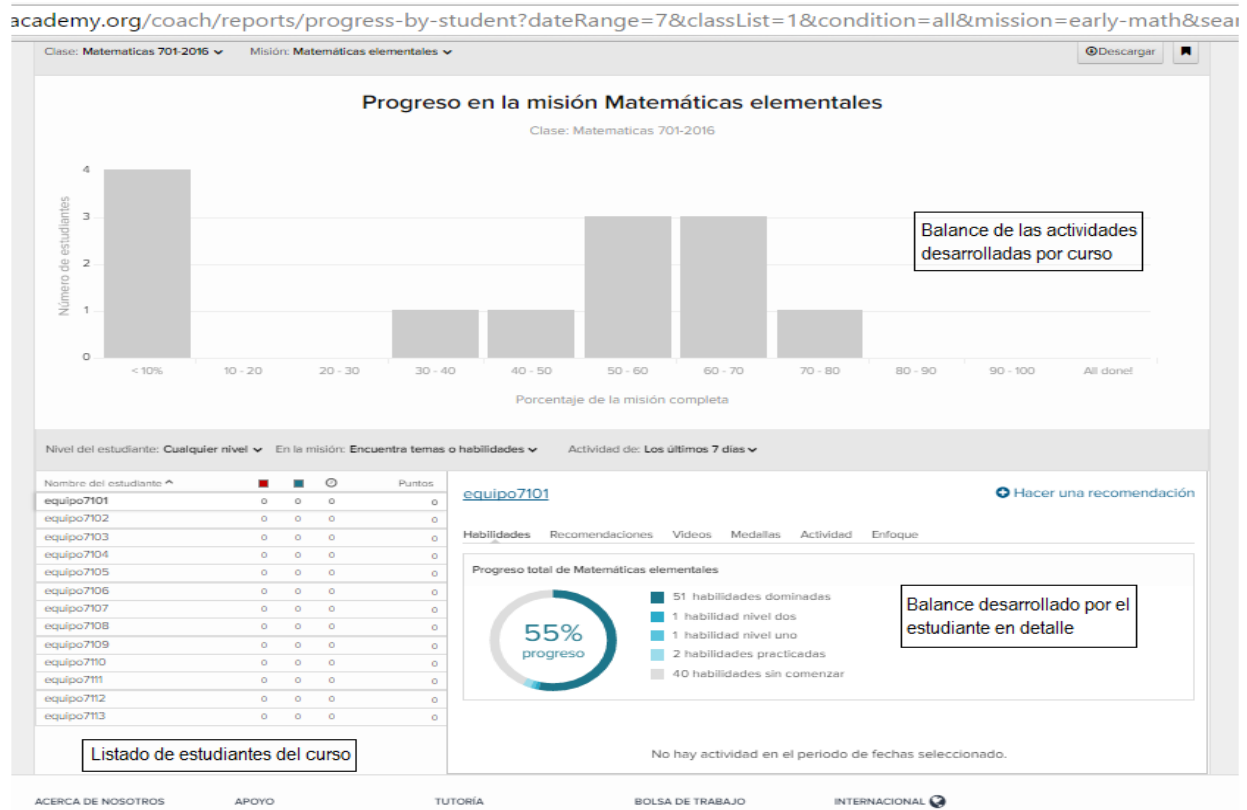 academy.org/coach/reports/progress-by-student?dateRange=7&classList=1&condition=all&mission=early-math&sear
Clase: Matematicas 701-2016 Misión: Matemáticas elementales Descargar
Progreso en la misión Matemáticas elementales
Clase: Matematicas 701-2016
Número de estudiantes
4
3
2
1
0
Balance de las actividades
desarrolladas por curso
<10% 10 - 20 20 - 30 30 - 40 40 - 50 50 - 60 60 - 70 70 - 80 80 - 90 90 - 100 All done!
Porcentaje de la misión completa
Nivel del estudiante: Cualquier nivel En la misión: Encuentra temas o habilidades Actividad de: Los últimos 7 días
Nombre del estudiante Puntos
equipo7101 0 0 0 0
equipo7102 0 0 0 0
equipo7103 0 0 0 0
equipo7104 0 0 0 0
equipo7105 0 0 0 0
equipo7106 0 0 0 0
equipo7107 0 0 0 0
equipo7108 0 0 0 0
equipo7109 0 0 0 0
equipo7110 0 0 0 0
equipo7111 0 0 0 0
equipo7112 0 0 0 0
equipo7113 0 0 0 0
Listado de estudiantes del curso
equipo7101 Hacer una recomendación
Habilidades Recomendaciones Videos Medallas Actividad Enfoque
Progreso total de Matemáticas elementales
55%
progreso
51 habilidades dominadas
1 habilidad nivel dos
1 habilidad nivel uno
2 habilidades practicadas
40 habilidades sin comenzar
Balance desarrollado por el
estudiante en detalle
No hay actividad en el periodo de fechas seleccionado.
ACERCA DE NOSOTROS APOYO TUTORÍA BOLSA DE TRABAJO INTERNACIONAL